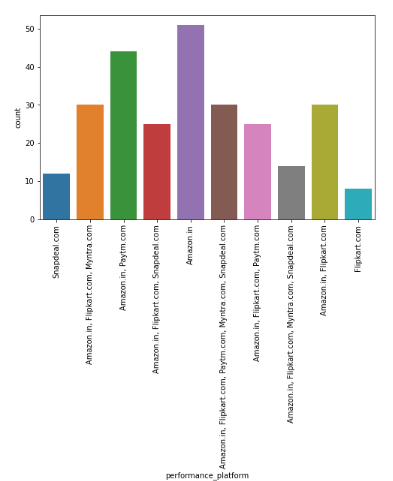 50
40
30
20
10
0
count
Snapdeal.com
Amazon.in, Flipkart.com, Myntra.com
Amazon.in, Paytm.com
Amazon.in, Flipkart.com, Snapdeal.com
Amazon.in
Amazon.in, Flipkart.com, Paytm.com, Myntra.com, Snapdeal.com
Amazon.in, Flipkart.com, Paytm.com
Amazon.in, Flipkart.com, Myntra.com, Snapdeal.com
Amazon.in, Flipkart.com
Flipkart.com
performance_platform